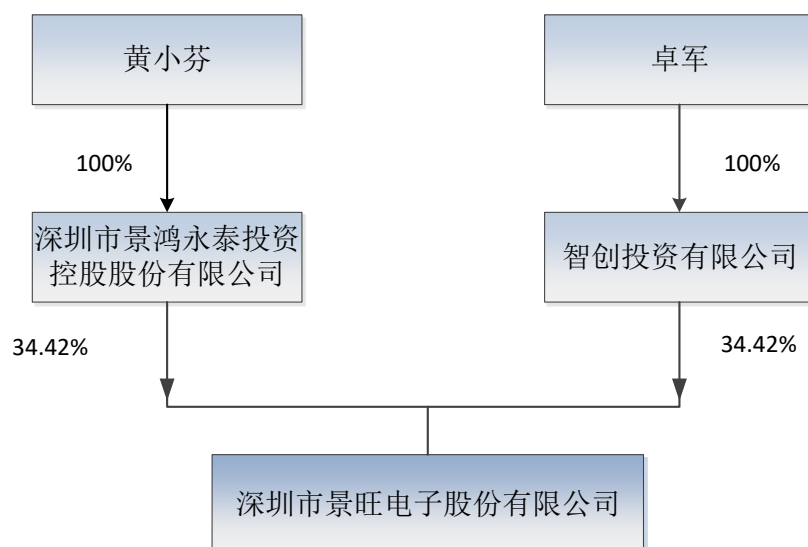 黄小芬
卓军
100%
100%
深圳市景鸿永泰投资
控股股份有限公司
智创投资有限公司
34.42%
34.42%
深圳市景旺电子股份有限公司